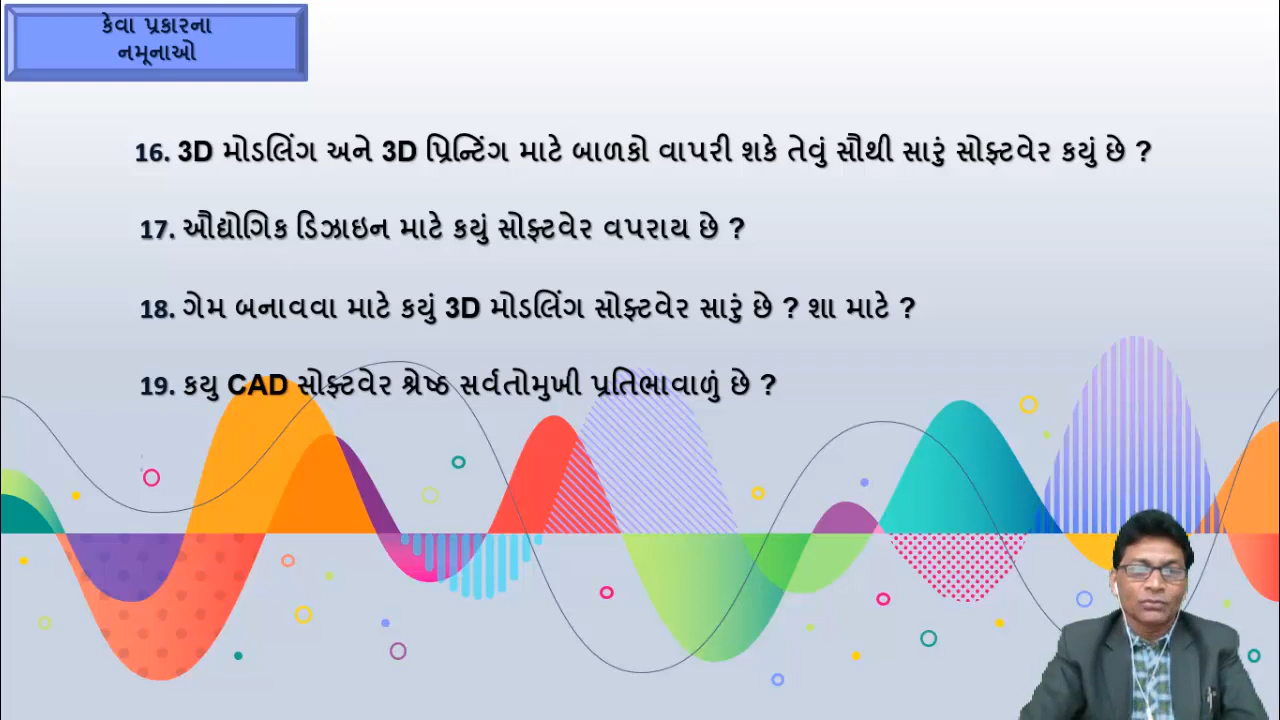 કેવા પ્રકારના
નમૂનાઓ
16. 3D મોડલિંગ અને 3D પ્રિન્ટિંગ માટે બાળકો વાપરી શકે તેવું સૌથી સારું સોફ્ટવેર કયું છે ?
17. ઔદ્યોગિક ડિઝાઇન માટે કયું સોફ્ટવેર વપરાય છે ?
18. ગેમ બનાવવા માટે કયું 3D મોડલિંગ સોફ્ટવેર સારું છે ? શા માટે ?
19. કયુ CAD સોફ્ટવેર શ્રેષ્ઠ સર્વતોમુખી પ્રતિભાવાળું છે ?